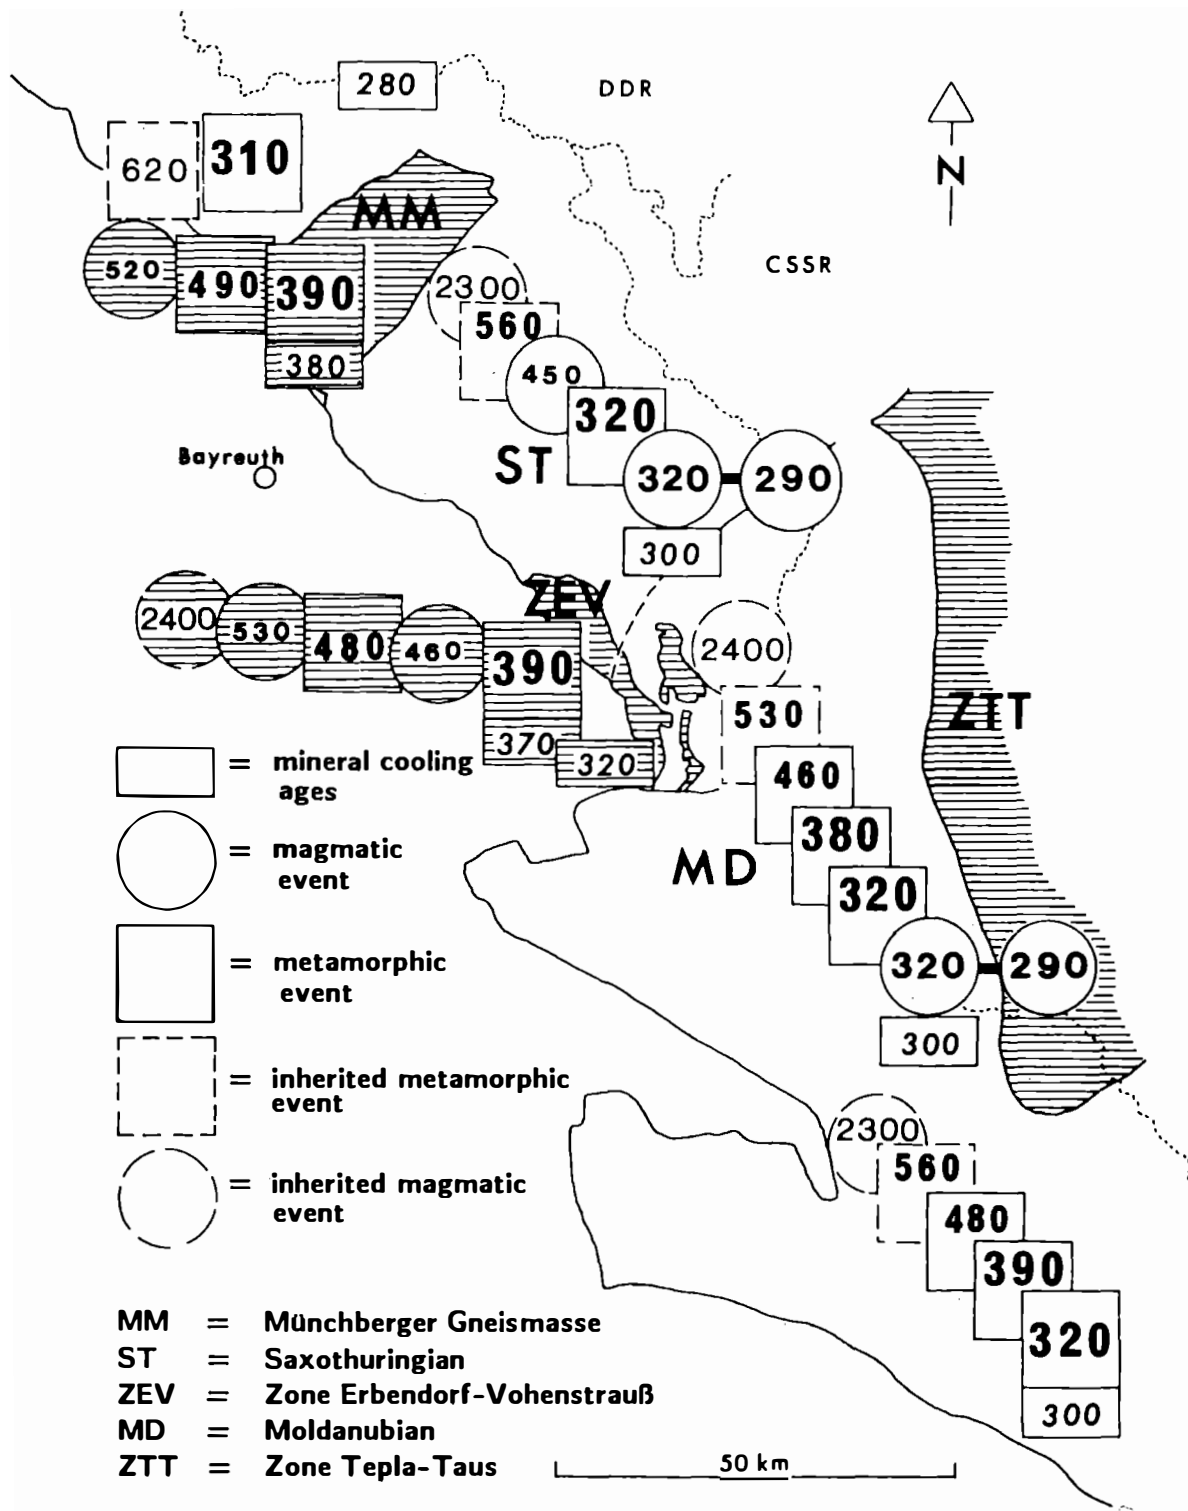 280
DDR
620
310
N
MM
CSSR
520
490
390
2300
560
380
450
320
Bayreuth
ST
320
290
300
ZEV
2400
530
480
460
390
2400
530
ZTT
370
320
460
380
MD
320
320
290
300
2300
560
480
390
320
300
= mineral cooling
ages
= magmatic
event
= metamorphic
event
= inherited metamorphic
event
= inherited magmatic
event
MM = Münchberger Gneismasse
ST = Saxothuringian
ZEV = Zone Erbendorf-Vohenstrauß
MD = Moldanubian
ZTT = Zone Tepla-Taus
50 km